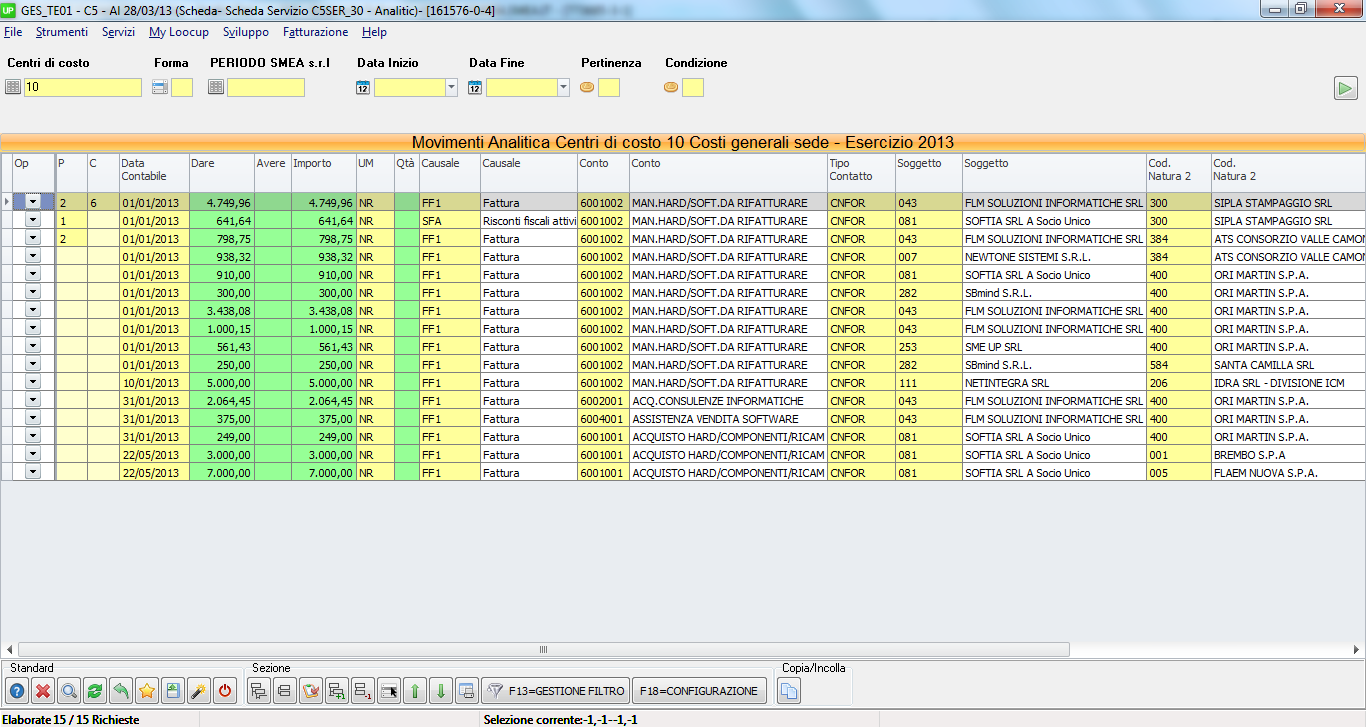 UP GES_TE01 - C5 - Al 28/03/13 (Scheda- Scheda Servizio C5SER_30 - Analitic)- [161576-0-4]
File Strumenti Servizi My Loocup Sviluppo Fatturazione Help
Centri di costo Forma PERIODO SMEA s.r.l Data Inizio Data Fine Pertinenza Condizione
10 12 12
Movimenti Analitica Centri di costo 10 Costi generali sede - Esercizio 2013
Op P C Data Contabile Dare Avere Importo UM Qtà Causale Causale Conto Conto Tipo Contatto Soggetto Soggetto Cod. Natura 2 Cod. Natura 2
2 6 01/01/2013 4.749,96 4.749,96 NR FF1 Fattura 6001002 MAN.HARD/SOFT.DA RIFATTURARE CNFOR 043 FLM SOLUZIONI INFORMATICHE SRL 300 SIPLA STAMPAGGIO SRL
1 01/01/2013 641,64 641,64 NR SFA Risconti fiscali attivi 6001002 MAN.HARD/SOFT.DA RIFATTURARE CNFOR 081 SOFTIA SRL A Socio Unico 300 SIPLA STAMPAGGIO SRL
2 01/01/2013 798,75 798,75 NR FF1 Fattura 6001002 MAN.HARD/SOFT.DA RIFATTURARE CNFOR 043 FLM SOLUZIONI INFORMATICHE SRL 384 ATS CONSORZIO VALLE CAMON
01/01/2013 938,32 938,32 NR FF1 Fattura 6001002 MAN.HARD/SOFT.DA RIFATTURARE CNFOR 007 NEWTONE SISTEMI S.R.L. 384 ATS CONSORZIO VALLE CAMON
01/01/2013 910,00 910,00 NR FF1 Fattura 6001002 MAN.HARD/SOFT.DA RIFATTURARE CNFOR 081 SOFTIA SRL A Socio Unico 400 ORI MARTIN S.P.A.
01/01/2013 300,00 300,00 NR FF1 Fattura 6001002 MAN.HARD/SOFT.DA RIFATTURARE CNFOR 282 SBmind S.R.L. 400 ORI MARTIN S.P.A.
01/01/2013 3.438,08 3.438,08 NR FF1 Fattura 6001002 MAN.HARD/SOFT.DA RIFATTURARE CNFOR 043 FLM SOLUZIONI INFORMATICHE SRL 400 ORI MARTIN S.P.A.
01/01/2013 1.000,15 1.000,15 NR FF1 Fattura 6001002 MAN.HARD/SOFT.DA RIFATTURARE CNFOR 043 FLM SOLUZIONI INFORMATICHE SRL 400 ORI MARTIN S.P.A.
01/01/2013 561,43 561,43 NR FF1 Fattura 6001002 MAN.HARD/SOFT.DA RIFATTURARE CNFOR 253 SME UP SRL 400 ORI MARTIN S.P.A.
01/01/2013 250,00 250,00 NR FF1 Fattura 6001002 MAN.HARD/SOFT.DA RIFATTURARE CNFOR 282 SBmind S.R.L. 584 SANTA CAMILLA SRL
10/01/2013 5.000,00 5.000,00 NR FF1 Fattura 6001002 MAN.HARD/SOFT.DA RIFATTURARE CNFOR 111 NETINTEGRA SRL 206 IDRA SRL - DIVISIONE ICM
31/01/2013 2.064,45 2.064,45 NR FF1 Fattura 6002001 ACQ.CONSULENZE INFORMATICHE CNFOR 043 FLM SOLUZIONI INFORMATICHE SRL 400 ORI MARTIN S.P.A.
31/01/2013 375,00 375,00 NR FF1 Fattura 6004001 ASSISTENZA VENDITA SOFTWARE CNFOR 043 FLM SOLUZIONI INFORMATICHE SRL 400 ORI MARTIN S.P.A.
31/01/2013 249,00 249,00 NR FF1 Fattura 6001001 ACQUISTO HARD/COMPONENTI/RICAM CNFOR 081 SOFTIA SRL A Socio Unico 400 ORI MARTIN S.P.A.
22/05/2013 3.000,00 3.000,00 NR FF1 Fattura 6001001 ACQUISTO HARD/COMPONENTI/RICAM CNFOR 081 SOFTIA SRL A Socio Unico 001 BREMBO S.P.A
22/05/2013 7.000,00 7.000,00 NR FF1 Fattura 6001001 ACQUISTO HARD/COMPONENTI/RICAM CNFOR 081 SOFTIA SRL A Socio Unico 005 FLAEM NUOVA S.P.A.
Standard Sezione Copia/Incolla
+1 -1 F13=GESTIONE FILTRO F18=CONFIGURAZIONE
Elaborate 15 / 15 Richieste Selezione corrente:-1,-1--1,-1